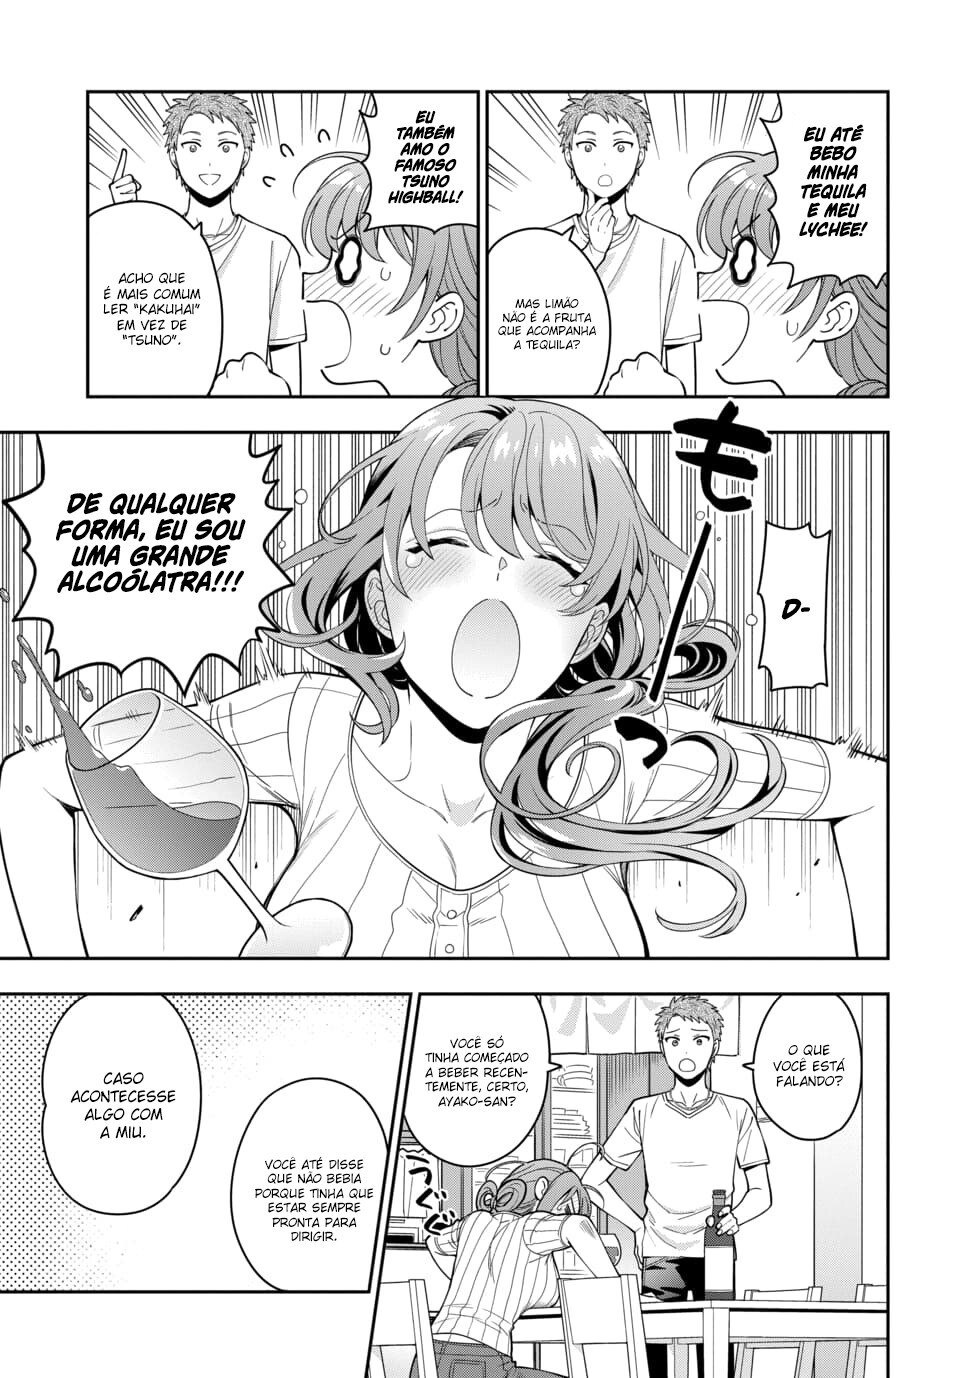 EU ATÉ
BEBO
MINHA
TEQUILA
E MEU
LYCHEE!
MAS LIMÃO
NÃO É A FRUTA
QUE ACOMPANHA
A TEQUILA?
EU
TAMBÉM
AMO O
FAMOSO
TSUNO
HIGHBALL!
ACHO QUE
É MAIS COMUM
LER "KAKUHAI"
EM VEZ DE
"TSUNO".
D-
もーっ
DE QUALQUER
FORMA, EU SOU
UMA GRANDE
ALCOÓLATRA!!!
O QUE
VOCÊ ESTÁ
FALANDO?
VOCÊ SÓ
TINHA COMEÇADO
A BEBER RECEN-
TEMENTE, CERTO,
AYAKO-SAN?
VOCÊ ATÉ DISSE
QUE NÃO BEBIA
PORQUE TINHA QUE
ESTAR SEMPRE
PRONTA PARA
DIRIGIR.
CASO
ACONTECESSE
ALGO COM
A MIU.